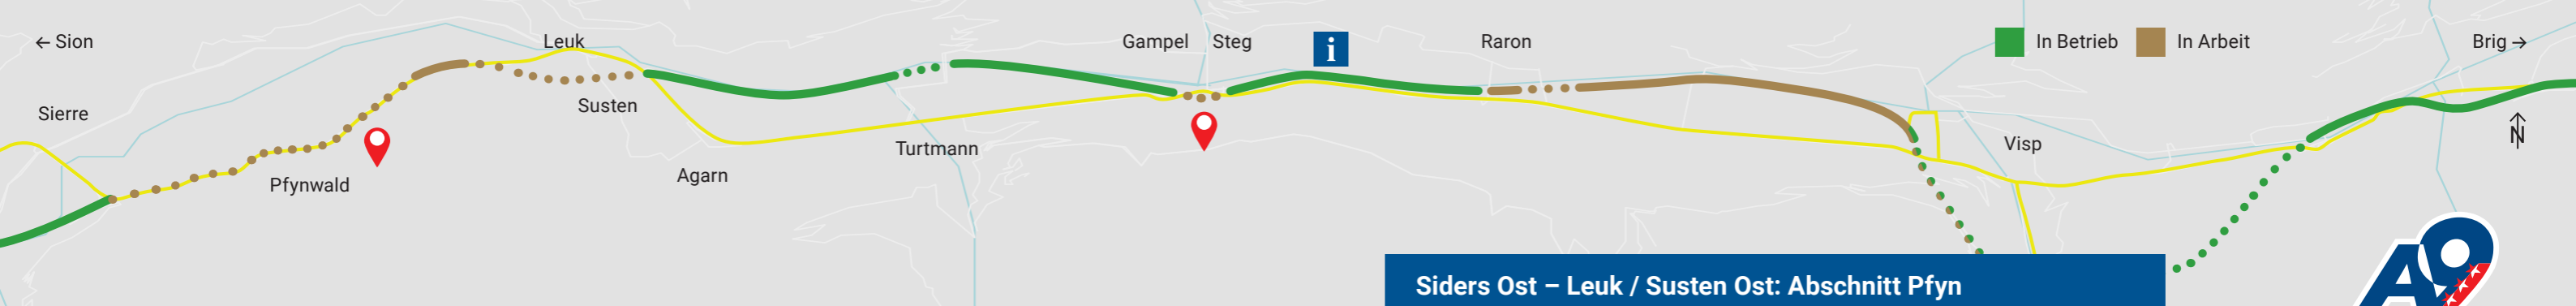 ← Sion
Leuk
Gampel
Steg
i
Raron
In Betrieb
In Arbeit
Brig →
Sierre
Susten
Pfynwald
Agarn
Turtmann
Visp
N
Siders Ost – Leuk / Susten Ost: Abschnitt Pfyn
A9